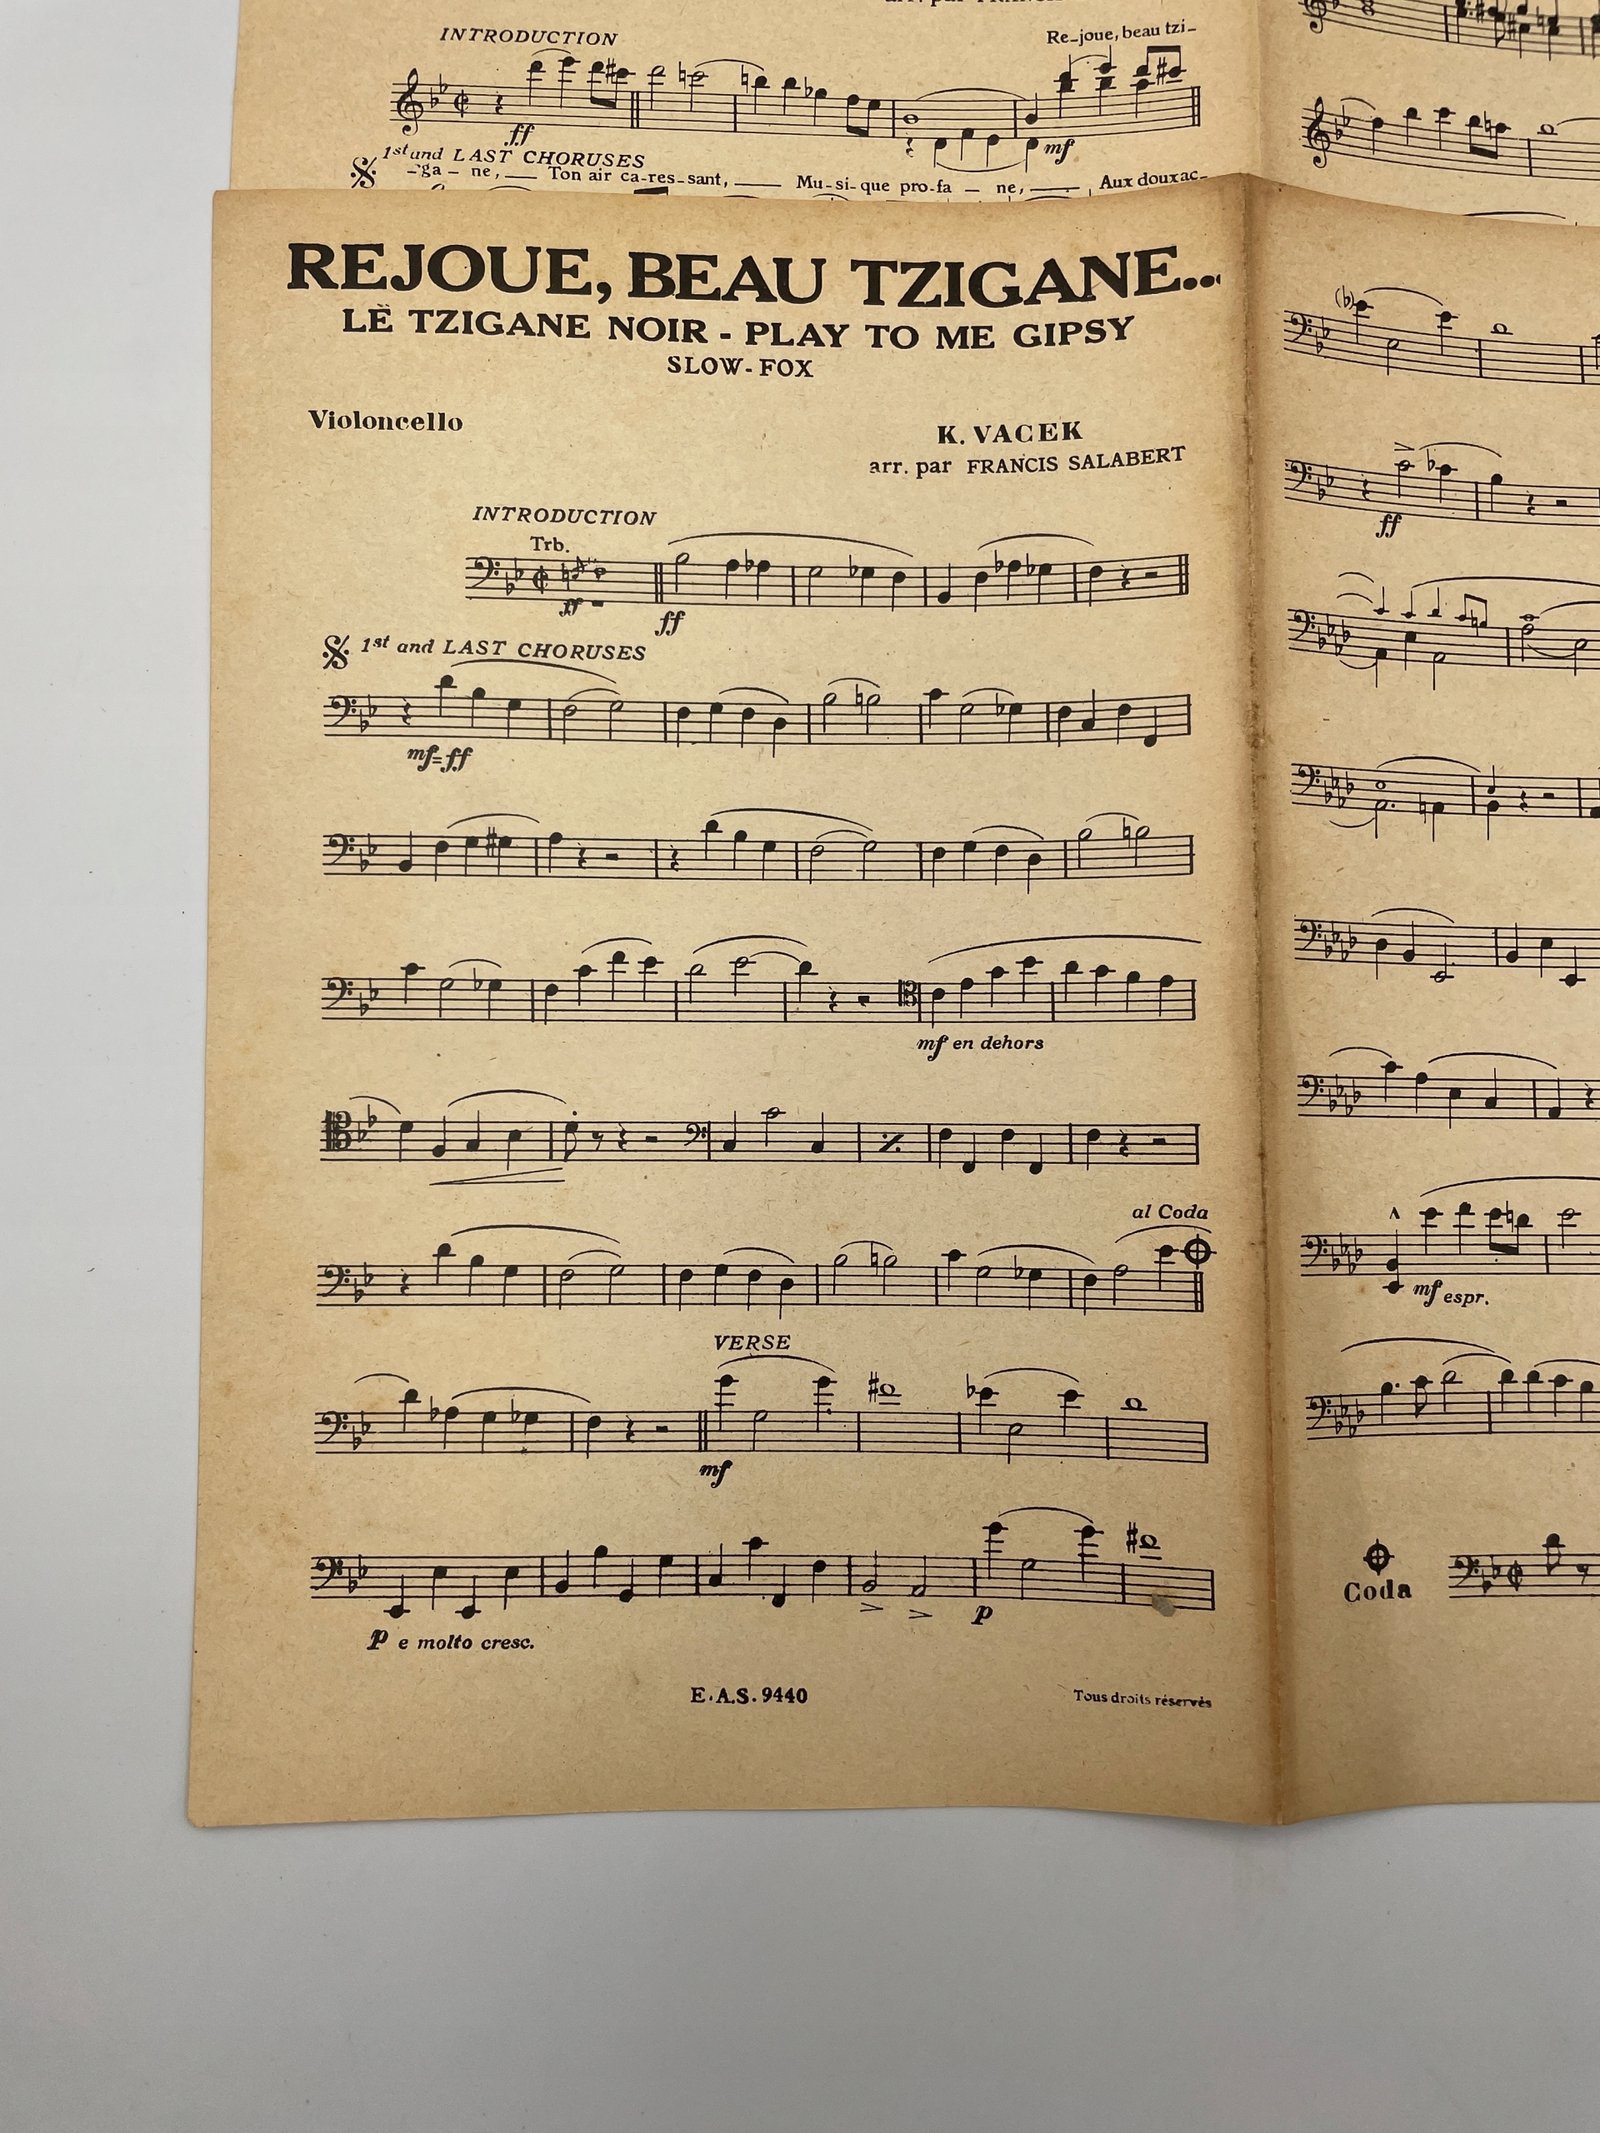 INTRODUCTION
Re-joue, beau tzi-
ff
mf
1st and LAST CHORUSES
-ga - ne, Ton air ca-res-sant, Mu-si-que pro-fa - ne, Aux doux ac-
REJOUE, BEAU TZIGANE...
LE TZIGANE NOIR - PLAY TO ME GIPSY
SLOW-FOX
Violoncello
K. VACEK
arr. par FRANCIS SALABERT
INTRODUCTION
Trb.
ff
ff
1st and LAST CHORUSES
mf=ff
mf en dehors
al Coda
VERSE
mf
p e molto cresc.
p
E.A.S. 9440
Tous droits réservés
ff
mf espr.
Coda